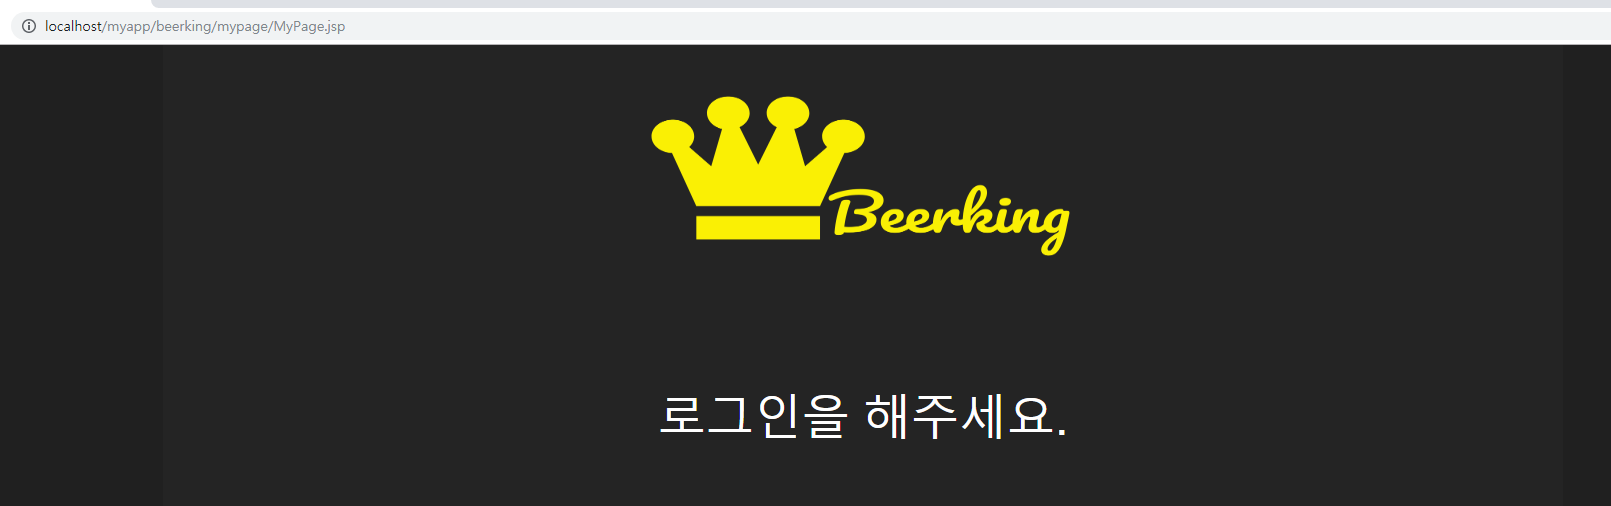 localhost/myapp/beerking/mypage/MyPage.jsp
Beerking
로그인을 해주세요.